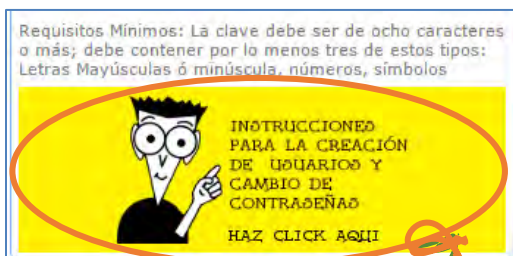 Requisitos Mínimos: La clave debe ser de ocho caracteres
o más; debe contener por lo menos tres de estos tipos:
Letras Mayúsculas ó minúscula, números, símbolos
INSTRUCCIONES
PARA LA CREACIÓN
DE USUARIOS Y
CAMBIO DE
CONTRASEÑAS
HAZ CLICK AQUI